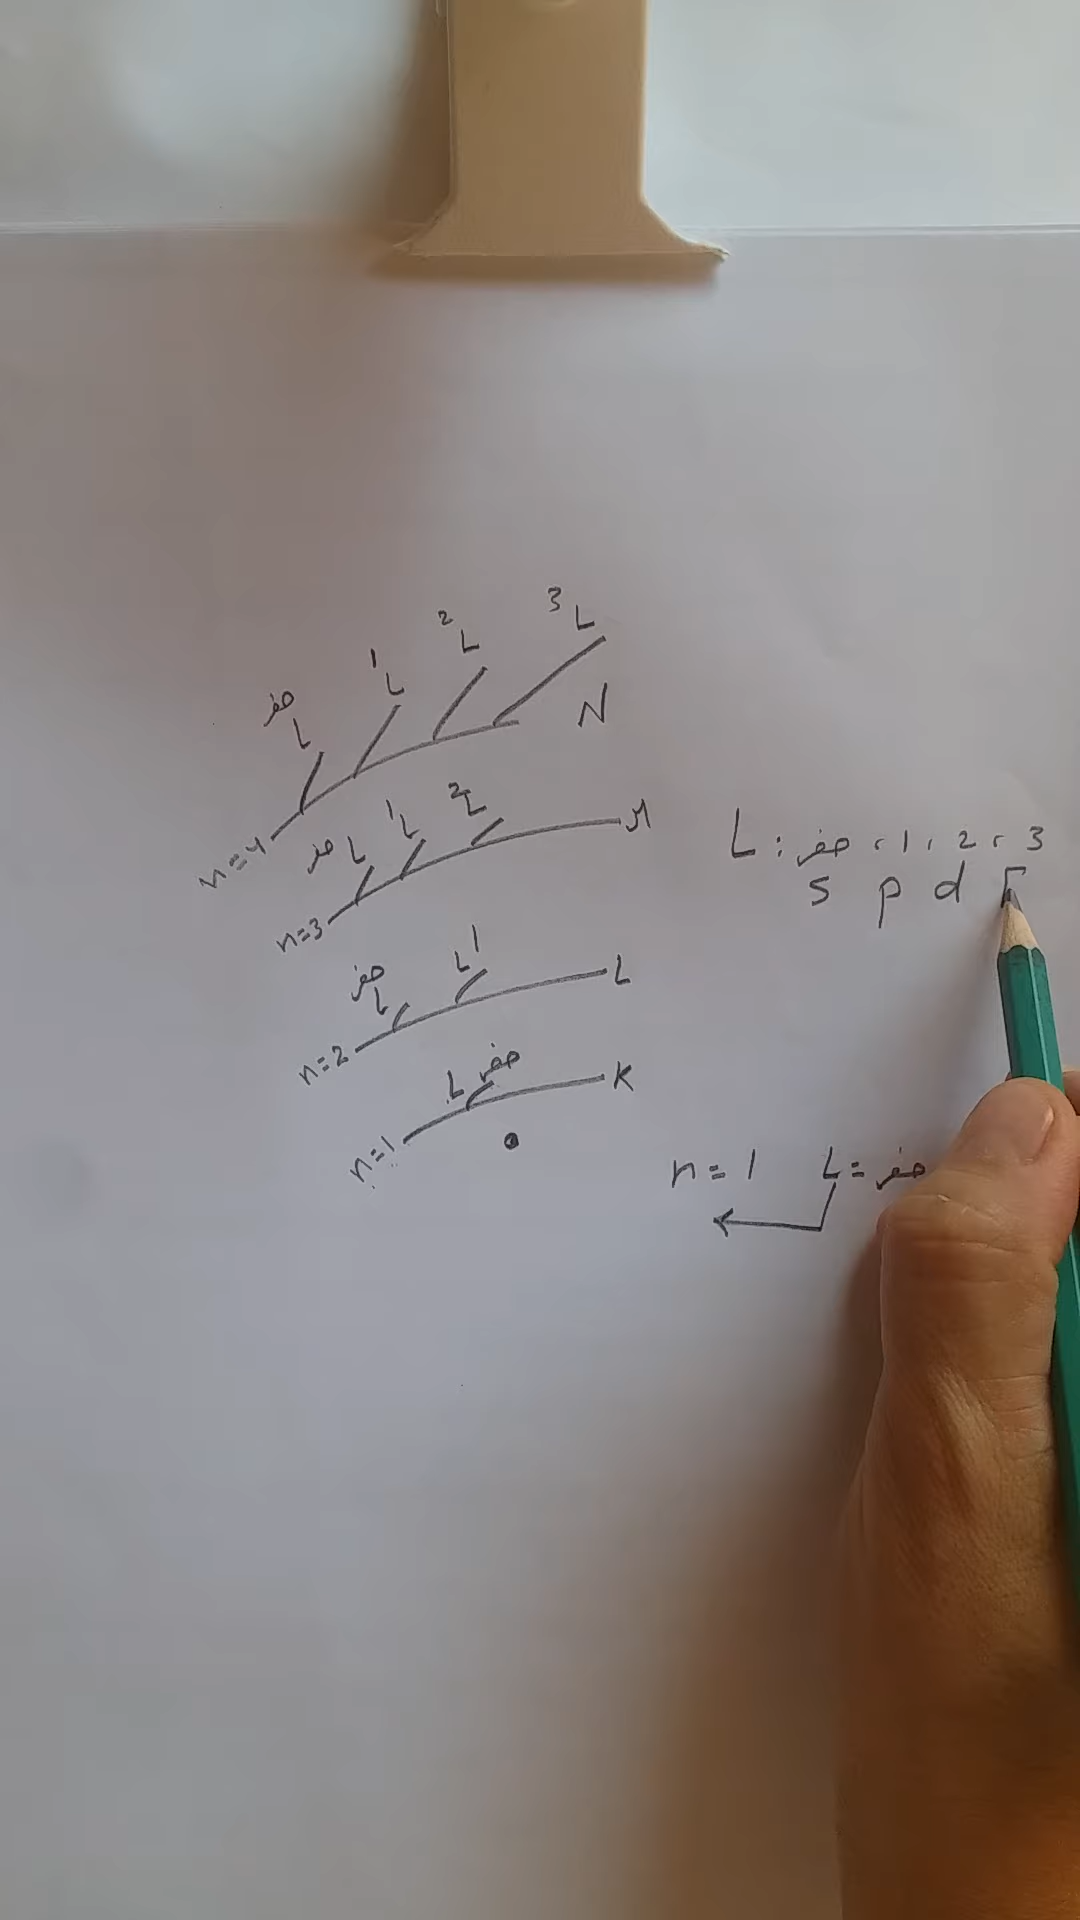 صفر L 1 L 2 L 3 L
n=4 N
صفر L 1 L 2 L
n=3 M
صفر L L 1
n=2 L
L صفر
n=1 K
L : صفر ، 1 ، 2 ، 3
s p d
n = 1 L = صفر